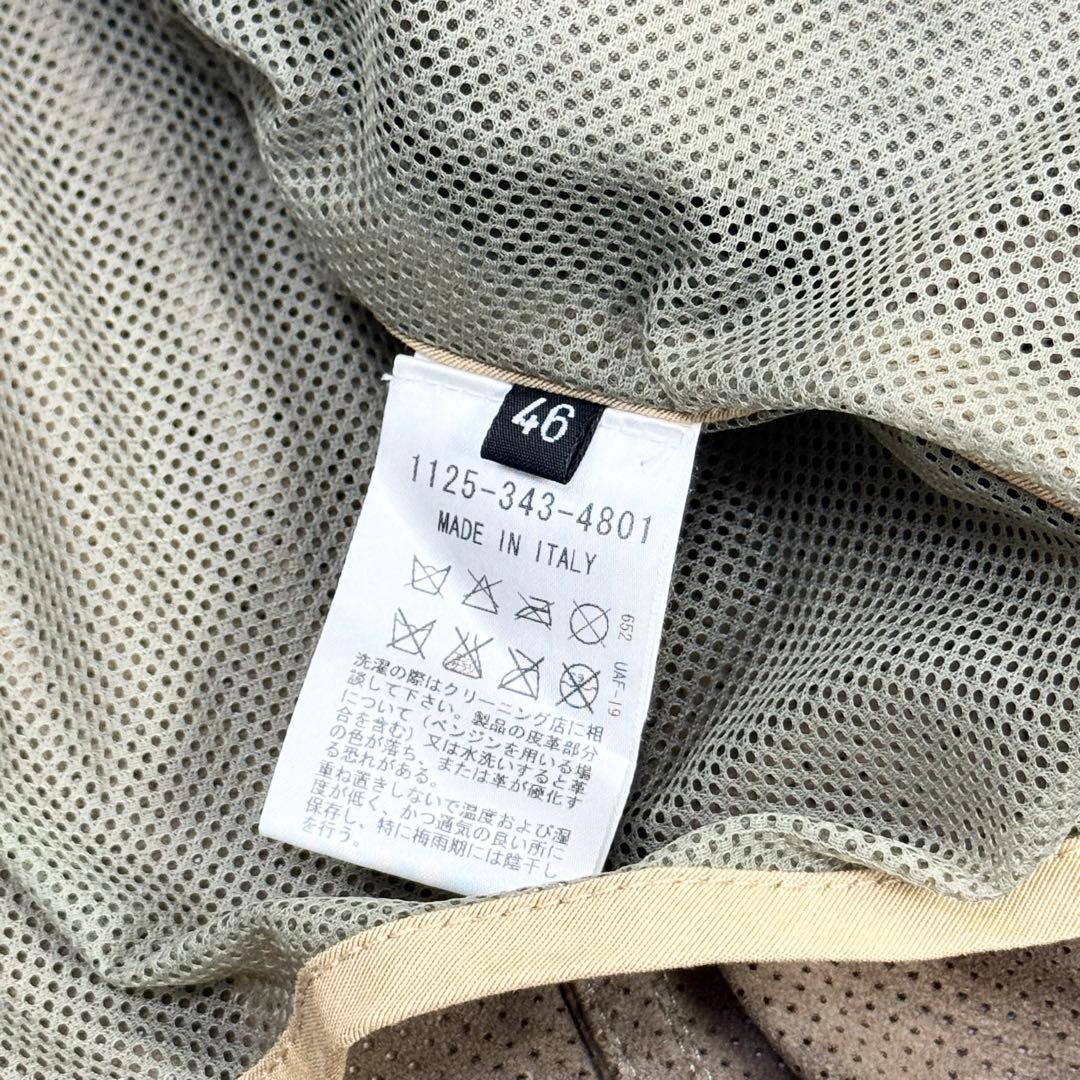 46
1125-343-4801
MADE IN ITALY
652 UAF-19
洗濯の際はクリーニング店に相
談して下さい。製品の皮革部分
について（ベンジンを用いる場
合を含む）又は水洗いすると革
の色が落ち、または革が硬化す
る恐れがある。
重ね置きしないで温度および湿
度が低く、かつ通気の良い所に
保存し、特に梅雨期には陰干し
を行う。